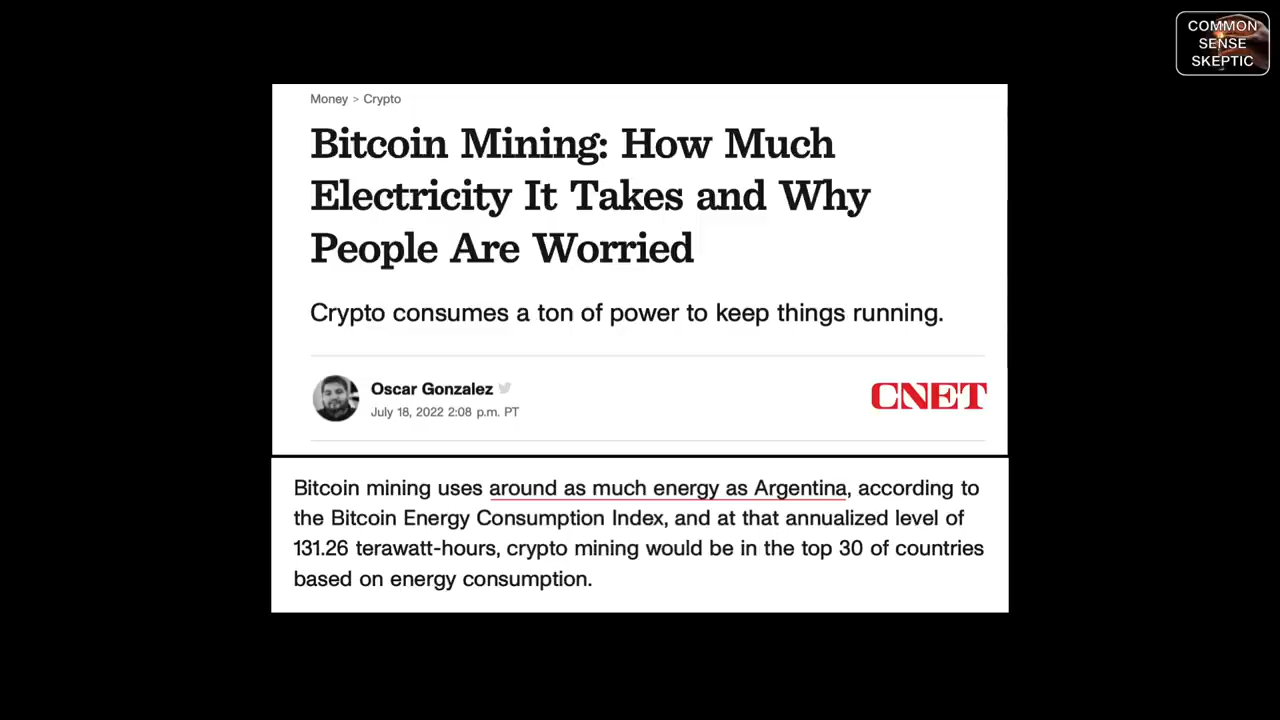 COMMON
SENSE
SKEPTIC
Money > Crypto
Bitcoin Mining: How Much
Electricity It Takes and Why
People Are Worried
Crypto consumes a ton of power to keep things running.
Oscar Gonzalez
July 18, 2022 2:08 p.m. PT
CNET
Bitcoin mining uses around as much energy as Argentina, according to
the Bitcoin Energy Consumption Index, and at that annualized level of
131.26 terawatt-hours, crypto mining would be in the top 30 of countries
based on energy consumption.